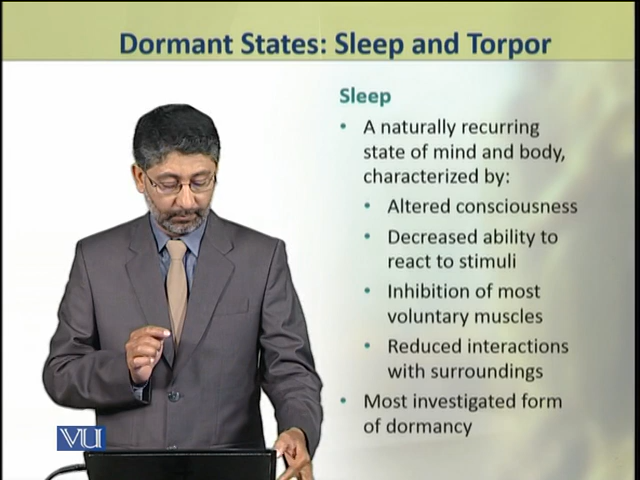 Dormant States: Sleep and Torpor
Sleep
• A naturally recurring
state of mind and body,
characterized by:
• Altered consciousness
• Decreased ability to
react to stimuli
• Inhibition of most
voluntary muscles
• Reduced interactions
with surroundings
• Most investigated form
of dormancy
VU